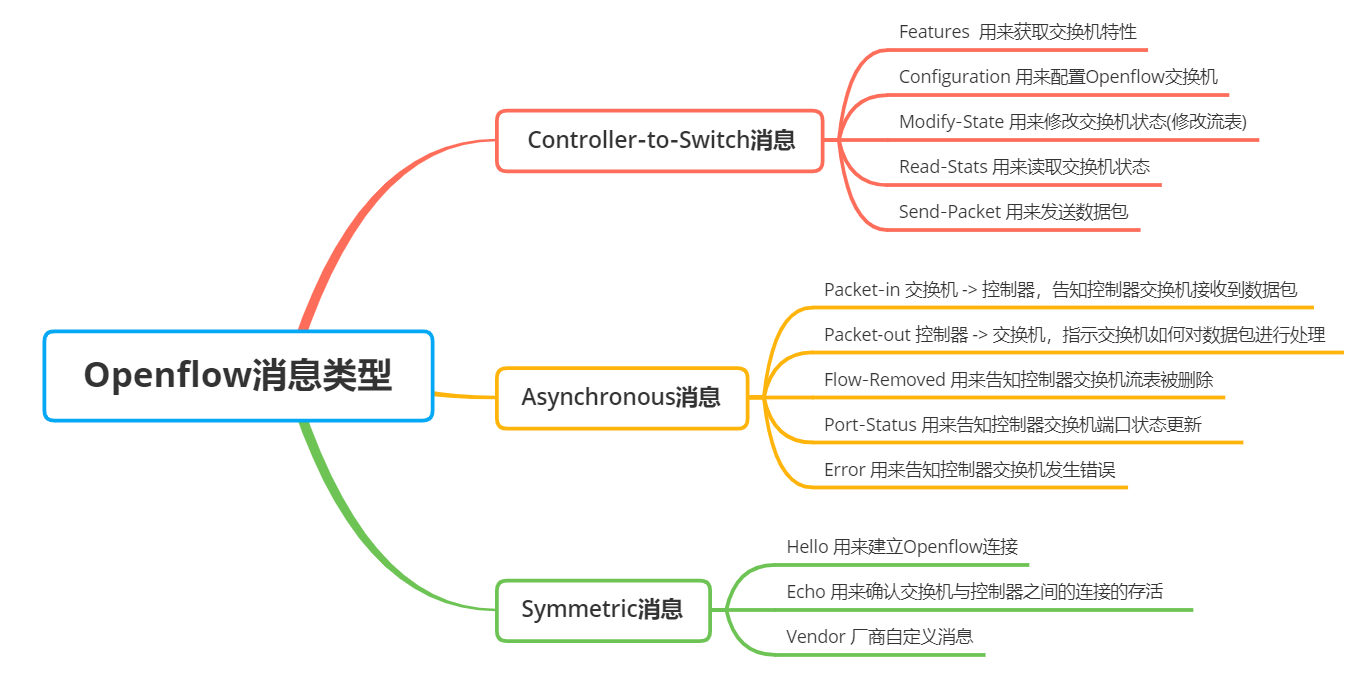 Openflow消息类型
Controller-to-Switch消息
Features 用来获取交换机特性
Configuration 用来配置Openflow交换机
Modify-State 用来修改交换机状态(修改流表)
Read-Stats 用来读取交换机状态
Send-Packet 用来发送数据包
Asynchronous消息
Packet-in 交换机 -> 控制器，告知控制器交换机接收到数据包
Packet-out 控制器 -> 交换机，指示交换机如何对数据包进行处理
Flow-Removed 用来告知控制器交换机流表被删除
Port-Status 用来告知控制器交换机端口状态更新
Error 用来告知控制器交换机发生错误
Symmetric消息
Hello 用来建立Openflow连接
Echo 用来确认交换机与控制器之间的连接的存活
Vendor 厂商自定义消息